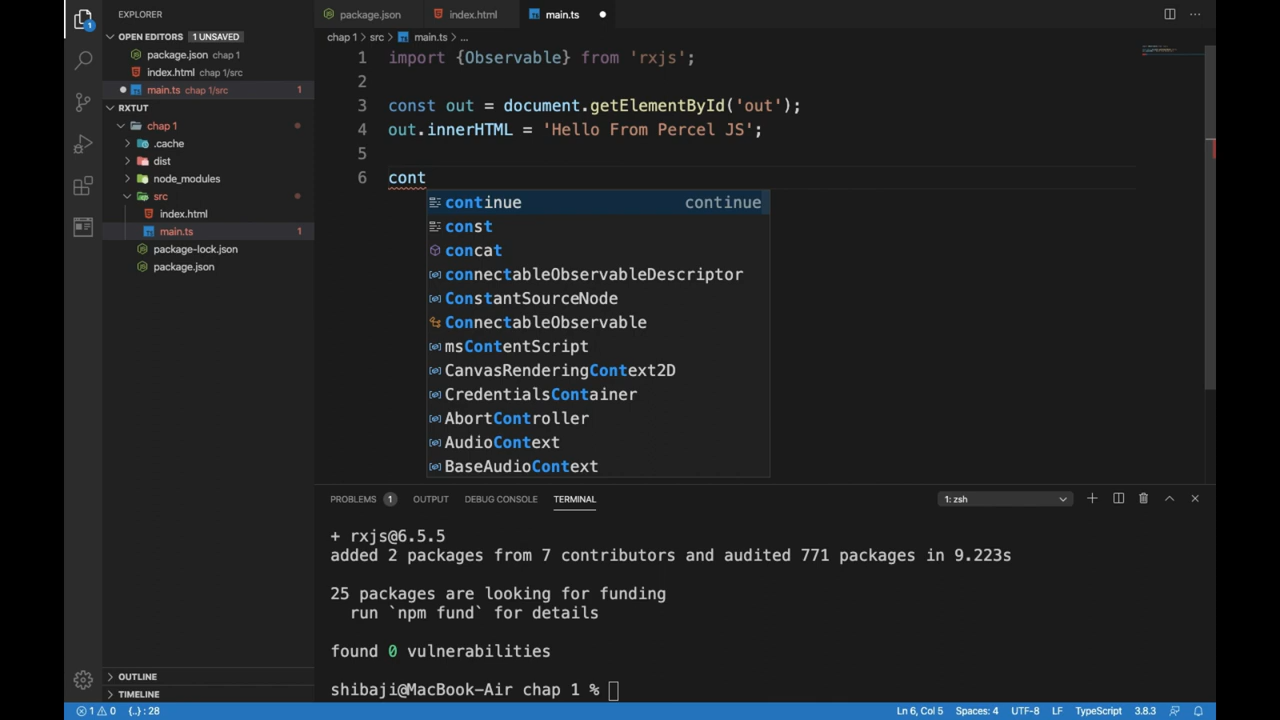 EXPLORER
package.json
index.html
main.ts
OPEN EDITORS 1 UNSAVED
package.json chap 1
index.html chap 1/src
main.ts chap 1/src 1
RXTUT
chap 1
.cache
dist
node_modules
src
index.html
main.ts 1
package-lock.json
package.json
OUTLINE
TIMELINE
chap 1 > src > main.ts > ...
1 import {Observable} from 'rxjs';
2
3 const out = document.getElementById('out');
4 out.innerHTML = 'Hello From Percel JS';
5
6 cont
continue continue
const
concat
connectableObservableDescriptor
ConstantSourceNode
ConnectableObservable
msContentScript
CanvasRenderingContext2D
CredentialsContainer
AbortController
AudioContext
BaseAudioContext
PROBLEMS 1 OUTPUT DEBUG CONSOLE TERMINAL 1: zsh
+ rxjs@6.5.5
added 2 packages from 7 contributors and audited 771 packages in 9.223s
25 packages are looking for funding
run `npm fund` for details
found 0 vulnerabilities
shibaji@MacBook-Air chap 1 %
1 0 {..} : 28 Ln 6, Col 5 Spaces: 4 UTF-8 LF TypeScript 3.8.3